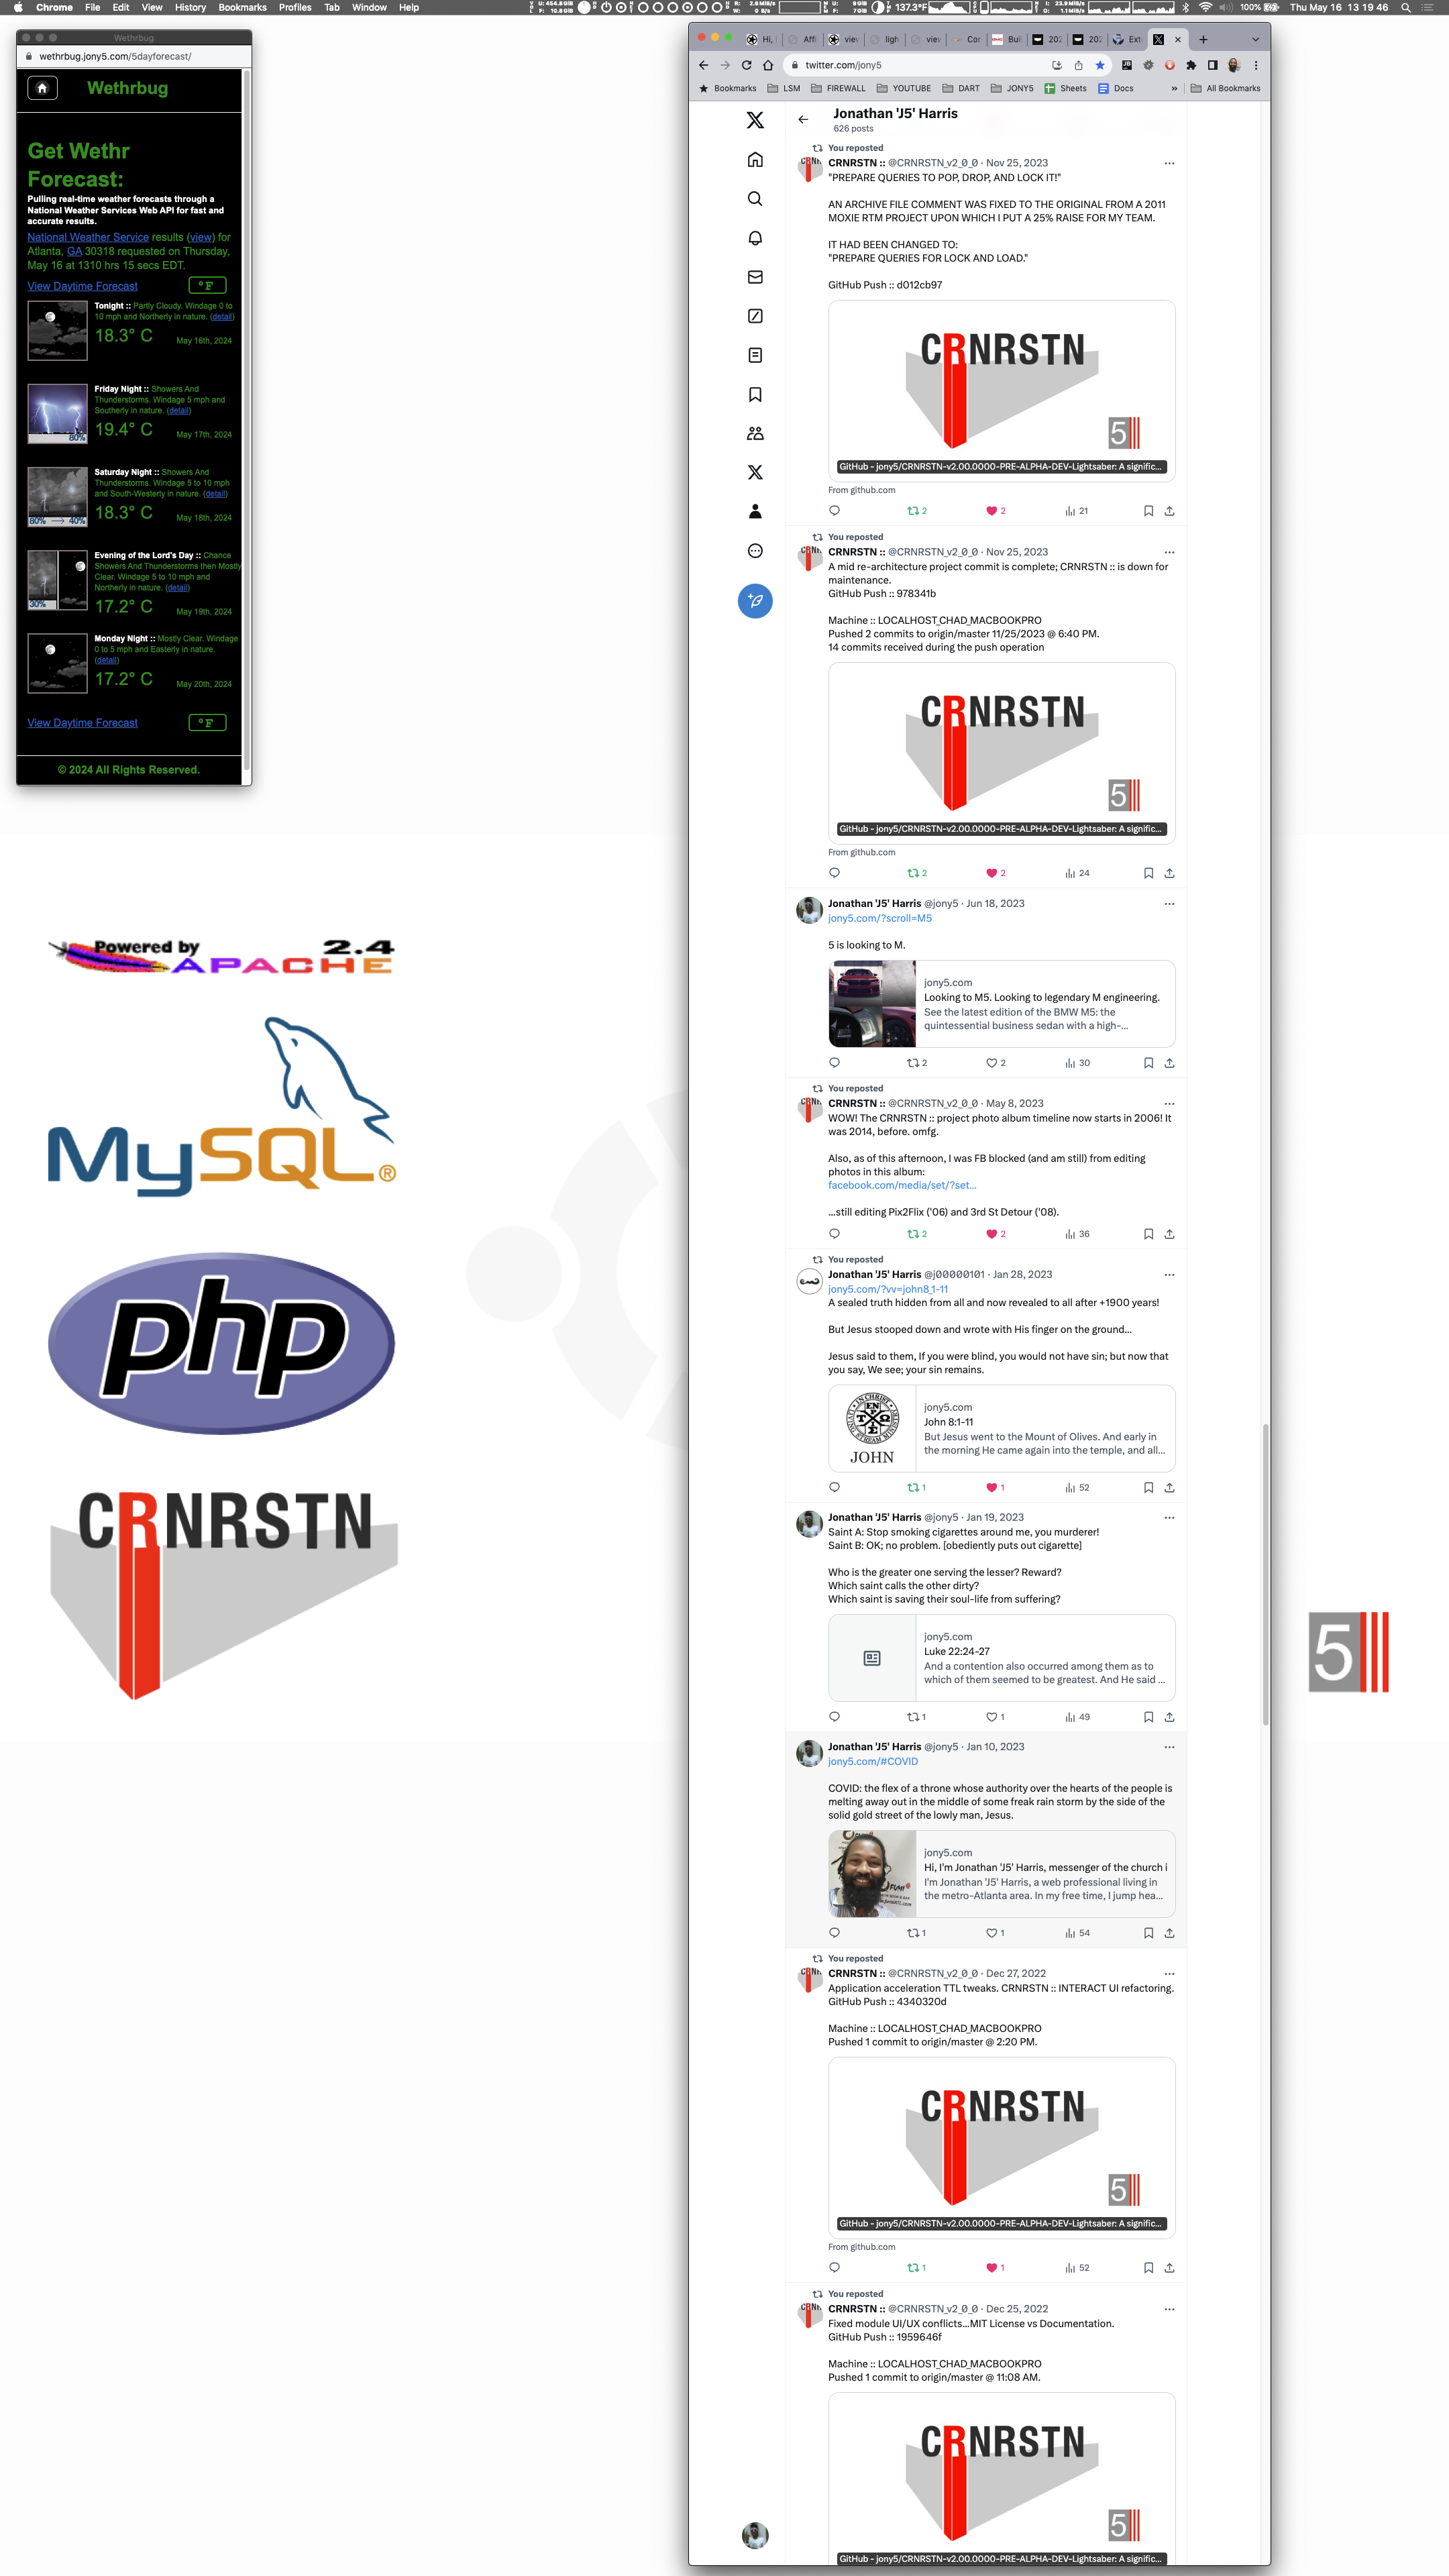 Chrome File Edit View History Bookmarks Profiles Tab Window Help
137.3°F
100%
Thu May 16 13 19 46
Wethrbug
wethrbug.jony5.com/5dayforecast/
Wethrbug
Get Wethr
Forecast:
Pulling real-time weather forecasts through a
National Weather Services Web API for fast and
accurate results.
National Weather Service results (view) for
Atlanta, GA 30318 requested on Thursday,
May 16 at 1310 hrs 15 secs EDT.
View Daytime Forecast
°F
Tonight :: Partly Cloudy. Windage 0 to
10 mph and Northerly in nature. (detail)
18.3° C
May 16th, 2024
Friday Night :: Showers And
Thunderstorms. Windage 5 mph and
Southerly in nature. (detail)
80%
19.4° C
May 17th, 2024
Saturday Night :: Showers And
Thunderstorms. Windage 5 to 10 mph
and South-Westerly in nature. (detail)
80% → 40%
18.3° C
May 18th, 2024
Evening of the Lord's Day :: Chance
Showers And Thunderstorms then Mostly
Clear. Windage 5 to 10 mph and
Northerly in nature. (detail)
30%
17.2° C
May 19th, 2024
Monday Night :: Mostly Clear. Windage
0 to 5 mph and Easterly in nature.
(detail)
17.2° C
May 20th, 2024
View Daytime Forecast
°F
© 2024 All Rights Reserved.
Powered by
2.4
APACHE
MySQL®
php
CRNRSTN
5
twitter.com/jony5
Bookmarks LSM FIREWALL YOUTUBE DART JONY5 Sheets Docs » All Bookmarks
Jonathan 'J5' Harris
626 posts
You reposted
CRNRSTN :: @CRNRSTN_v2_0_0 · Nov 25, 2023
"PREPARE QUERIES TO POP, DROP, AND LOCK IT!"
AN ARCHIVE FILE COMMENT WAS FIXED TO THE ORIGINAL FROM A 2011
MOXIE RTM PROJECT UPON WHICH I PUT A 25% RAISE FOR MY TEAM.
IT HAD BEEN CHANGED TO:
"PREPARE QUERIES FOR LOCK AND LOAD."
GitHub Push :: d012cb97
CRNRSTN
5
GitHub - jony5/CRNRSTN-v2.00.0000-PRE-ALPHA-DEV-Lightsaber: A signific...
From github.com
2 2 21
You reposted
CRNRSTN :: @CRNRSTN_v2_0_0 · Nov 25, 2023
A mid re-architecture project commit is complete; CRNRSTN :: is down for
maintenance.
GitHub Push :: 978341b
Machine :: LOCALHOST_CHAD_MACBOOKPRO
Pushed 2 commits to origin/master 11/25/2023 @ 6:40 PM.
14 commits received during the push operation
CRNRSTN
5
GitHub - jony5/CRNRSTN-v2.00.0000-PRE-ALPHA-DEV-Lightsaber: A signific...
From github.com
2 2 24
Jonathan 'J5' Harris @jony5 · Jun 18, 2023
jony5.com/?scroll=M5
5 is looking to M.
jony5.com
Looking to M5. Looking to legendary M engineering.
See the latest edition of the BMW M5: the
quintessential business sedan with a high-...
2 2 30
You reposted
CRNRSTN :: @CRNRSTN_v2_0_0 · May 8, 2023
WOW! The CRNRSTN :: project photo album timeline now starts in 2006! It
was 2014, before. omfg.
Also, as of this afternoon, I was FB blocked (and am still) from editing
photos in this album:
facebook.com/media/set/?set...
...still editing Pix2Flix ('06) and 3rd St Detour ('08).
2 2 36
You reposted
Jonathan 'J5' Harris @j00000101 · Jan 28, 2023
jony5.com/?vv=john8_1-11
A sealed truth hidden from all and now revealed to all after +1900 years!
But Jesus stooped down and wrote with His finger on the ground...
Jesus said to them, If you were blind, you would not have sin; but now that
you say, We see; your sin remains.
JOHN
jony5.com
John 8:1-11
But Jesus went to the Mount of Olives. And early in
the morning He came again into the temple, and all...
1 1 52
Jonathan 'J5' Harris @jony5 · Jan 19, 2023
Saint A: Stop smoking cigarettes around me, you murderer!
Saint B: OK; no problem. [obediently puts out cigarette]
Who is the greater one serving the lesser? Reward?
Which saint calls the other dirty?
Which saint is saving their soul-life from suffering?
jony5.com
Luke 22:24-27
And a contention also occurred among them as to
which of them seemed to be greatest. And He said ...
1 1 49
Jonathan 'J5' Harris @jony5 · Jan 10, 2023
jony5.com/#COVID
COVID: the flex of a throne whose authority over the hearts of the people is
melting away out in the middle of some freak rain storm by the side of the
solid gold street of the lowly man, Jesus.
jony5.com
Hi, I'm Jonathan 'J5' Harris, messenger of the church i
I'm Jonathan 'J5' Harris, a web professional living in
the metro-Atlanta area. In my free time, I jump hea...
1 1 54
You reposted
CRNRSTN :: @CRNRSTN_v2_0_0 · Dec 27, 2022
Application acceleration TTL tweaks. CRNRSTN :: INTERACT UI refactoring.
GitHub Push :: 4340320d
Machine :: LOCALHOST_CHAD_MACBOOKPRO
Pushed 1 commit to origin/master @ 2:20 PM.
CRNRSTN
5
GitHub - jony5/CRNRSTN-v2.00.0000-PRE-ALPHA-DEV-Lightsaber: A signific...
From github.com
1 1 52
You reposted
CRNRSTN :: @CRNRSTN_v2_0_0 · Dec 25, 2022
Fixed module UI/UX conflicts...MIT License vs Documentation.
GitHub Push :: 1959646f
Machine :: LOCALHOST_CHAD_MACBOOKPRO
Pushed 1 commit to origin/master @ 11:08 AM.
CRNRSTN
5
GitHub - jony5/CRNRSTN-v2.00.0000-PRE-ALPHA-DEV-Lightsaber: A signific...